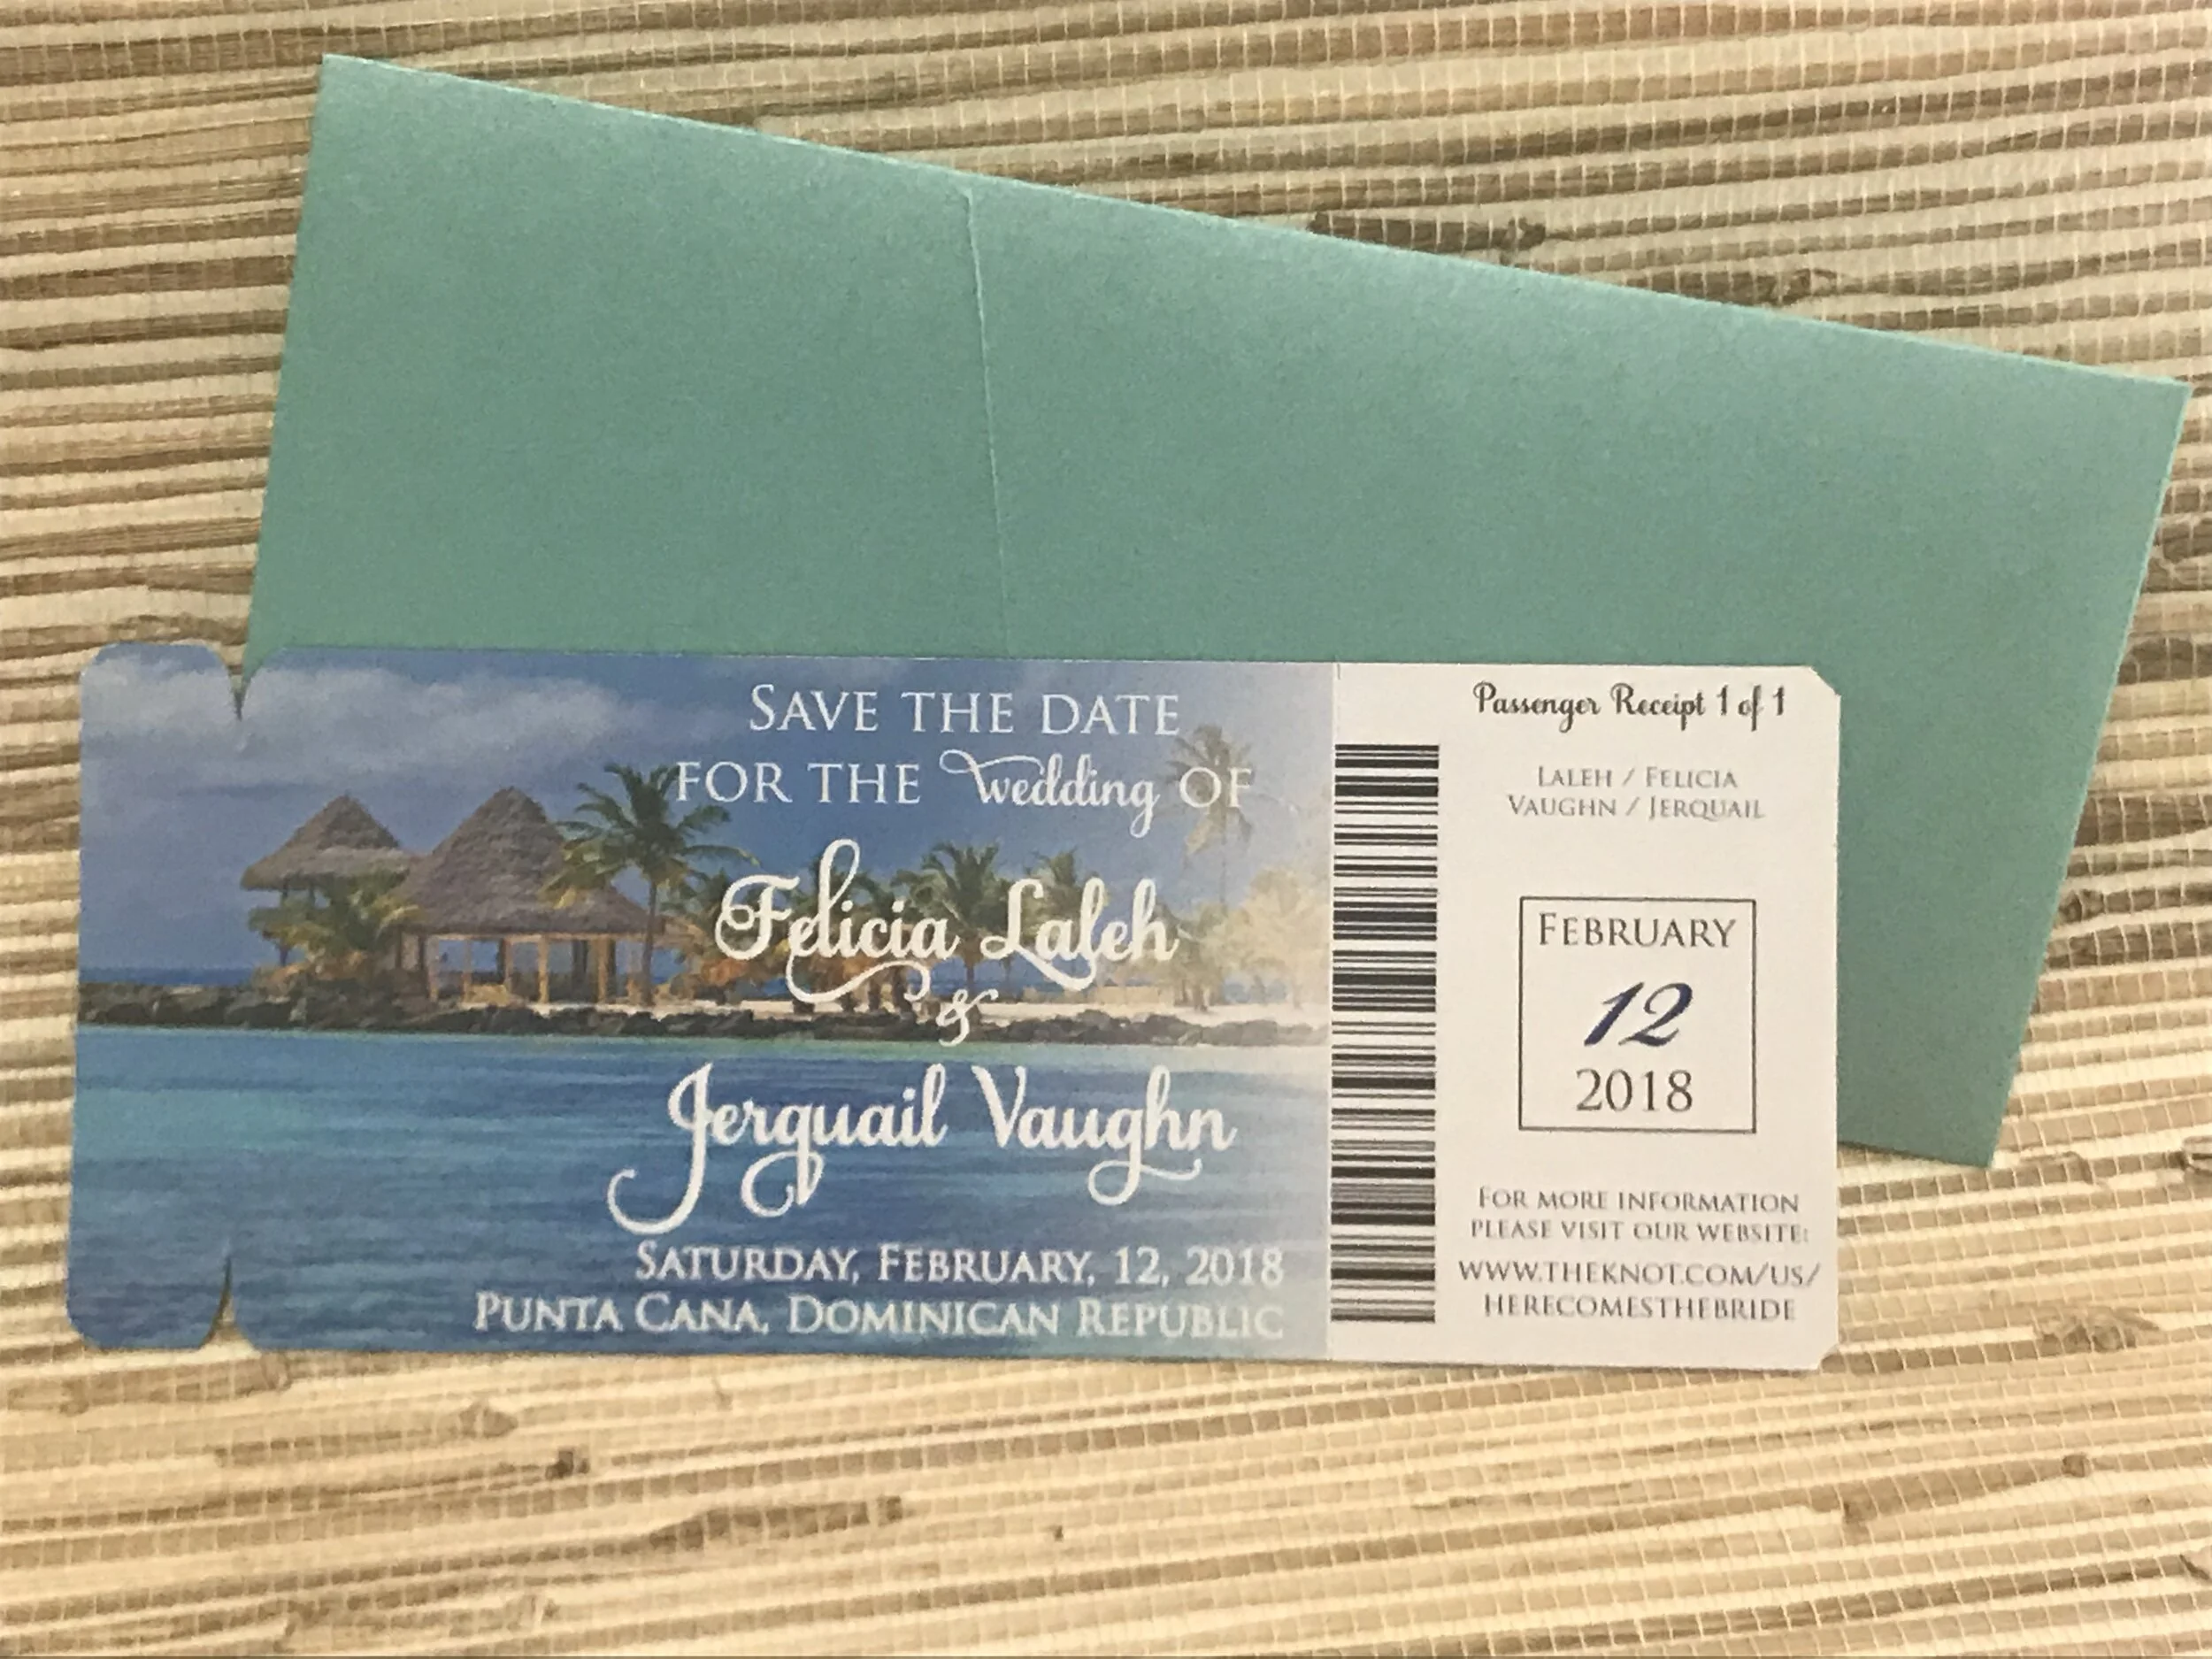 SAVE THE DATE
FOR THE wedding OF
Felicia Laleh
&
Jerquail Vaughn
SATURDAY, FEBRUARY, 12, 2018
PUNTA CANA, DOMINICAN REPUBLIC
Passenger Receipt 1 of 1
LALEH / FELICIA
VAUGHN / JERQUAIL
FEBRUARY
12
2018
FOR MORE INFORMATION
PLEASE VISIT OUR WEBSITE:
WWW.THEKNOT.COM/US/
HERECOMESTHEBRIDE